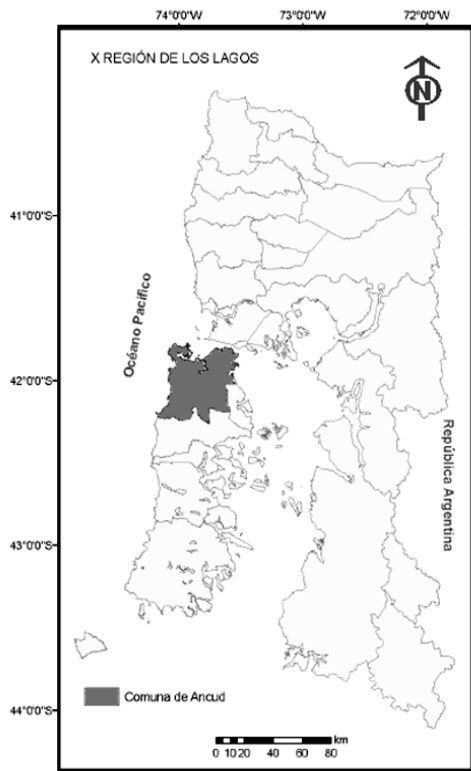 74°0'0"S 73°0'0"O 72°0'0"O
X REGIÓN DE LOS LAGOS
N
41°0'0"S
Océano Pacífico
42°0'0"S
República Argentina
43°0'0"S
44°0'0"S
Comuna de Ancud
km
0 10 20 40 60 80